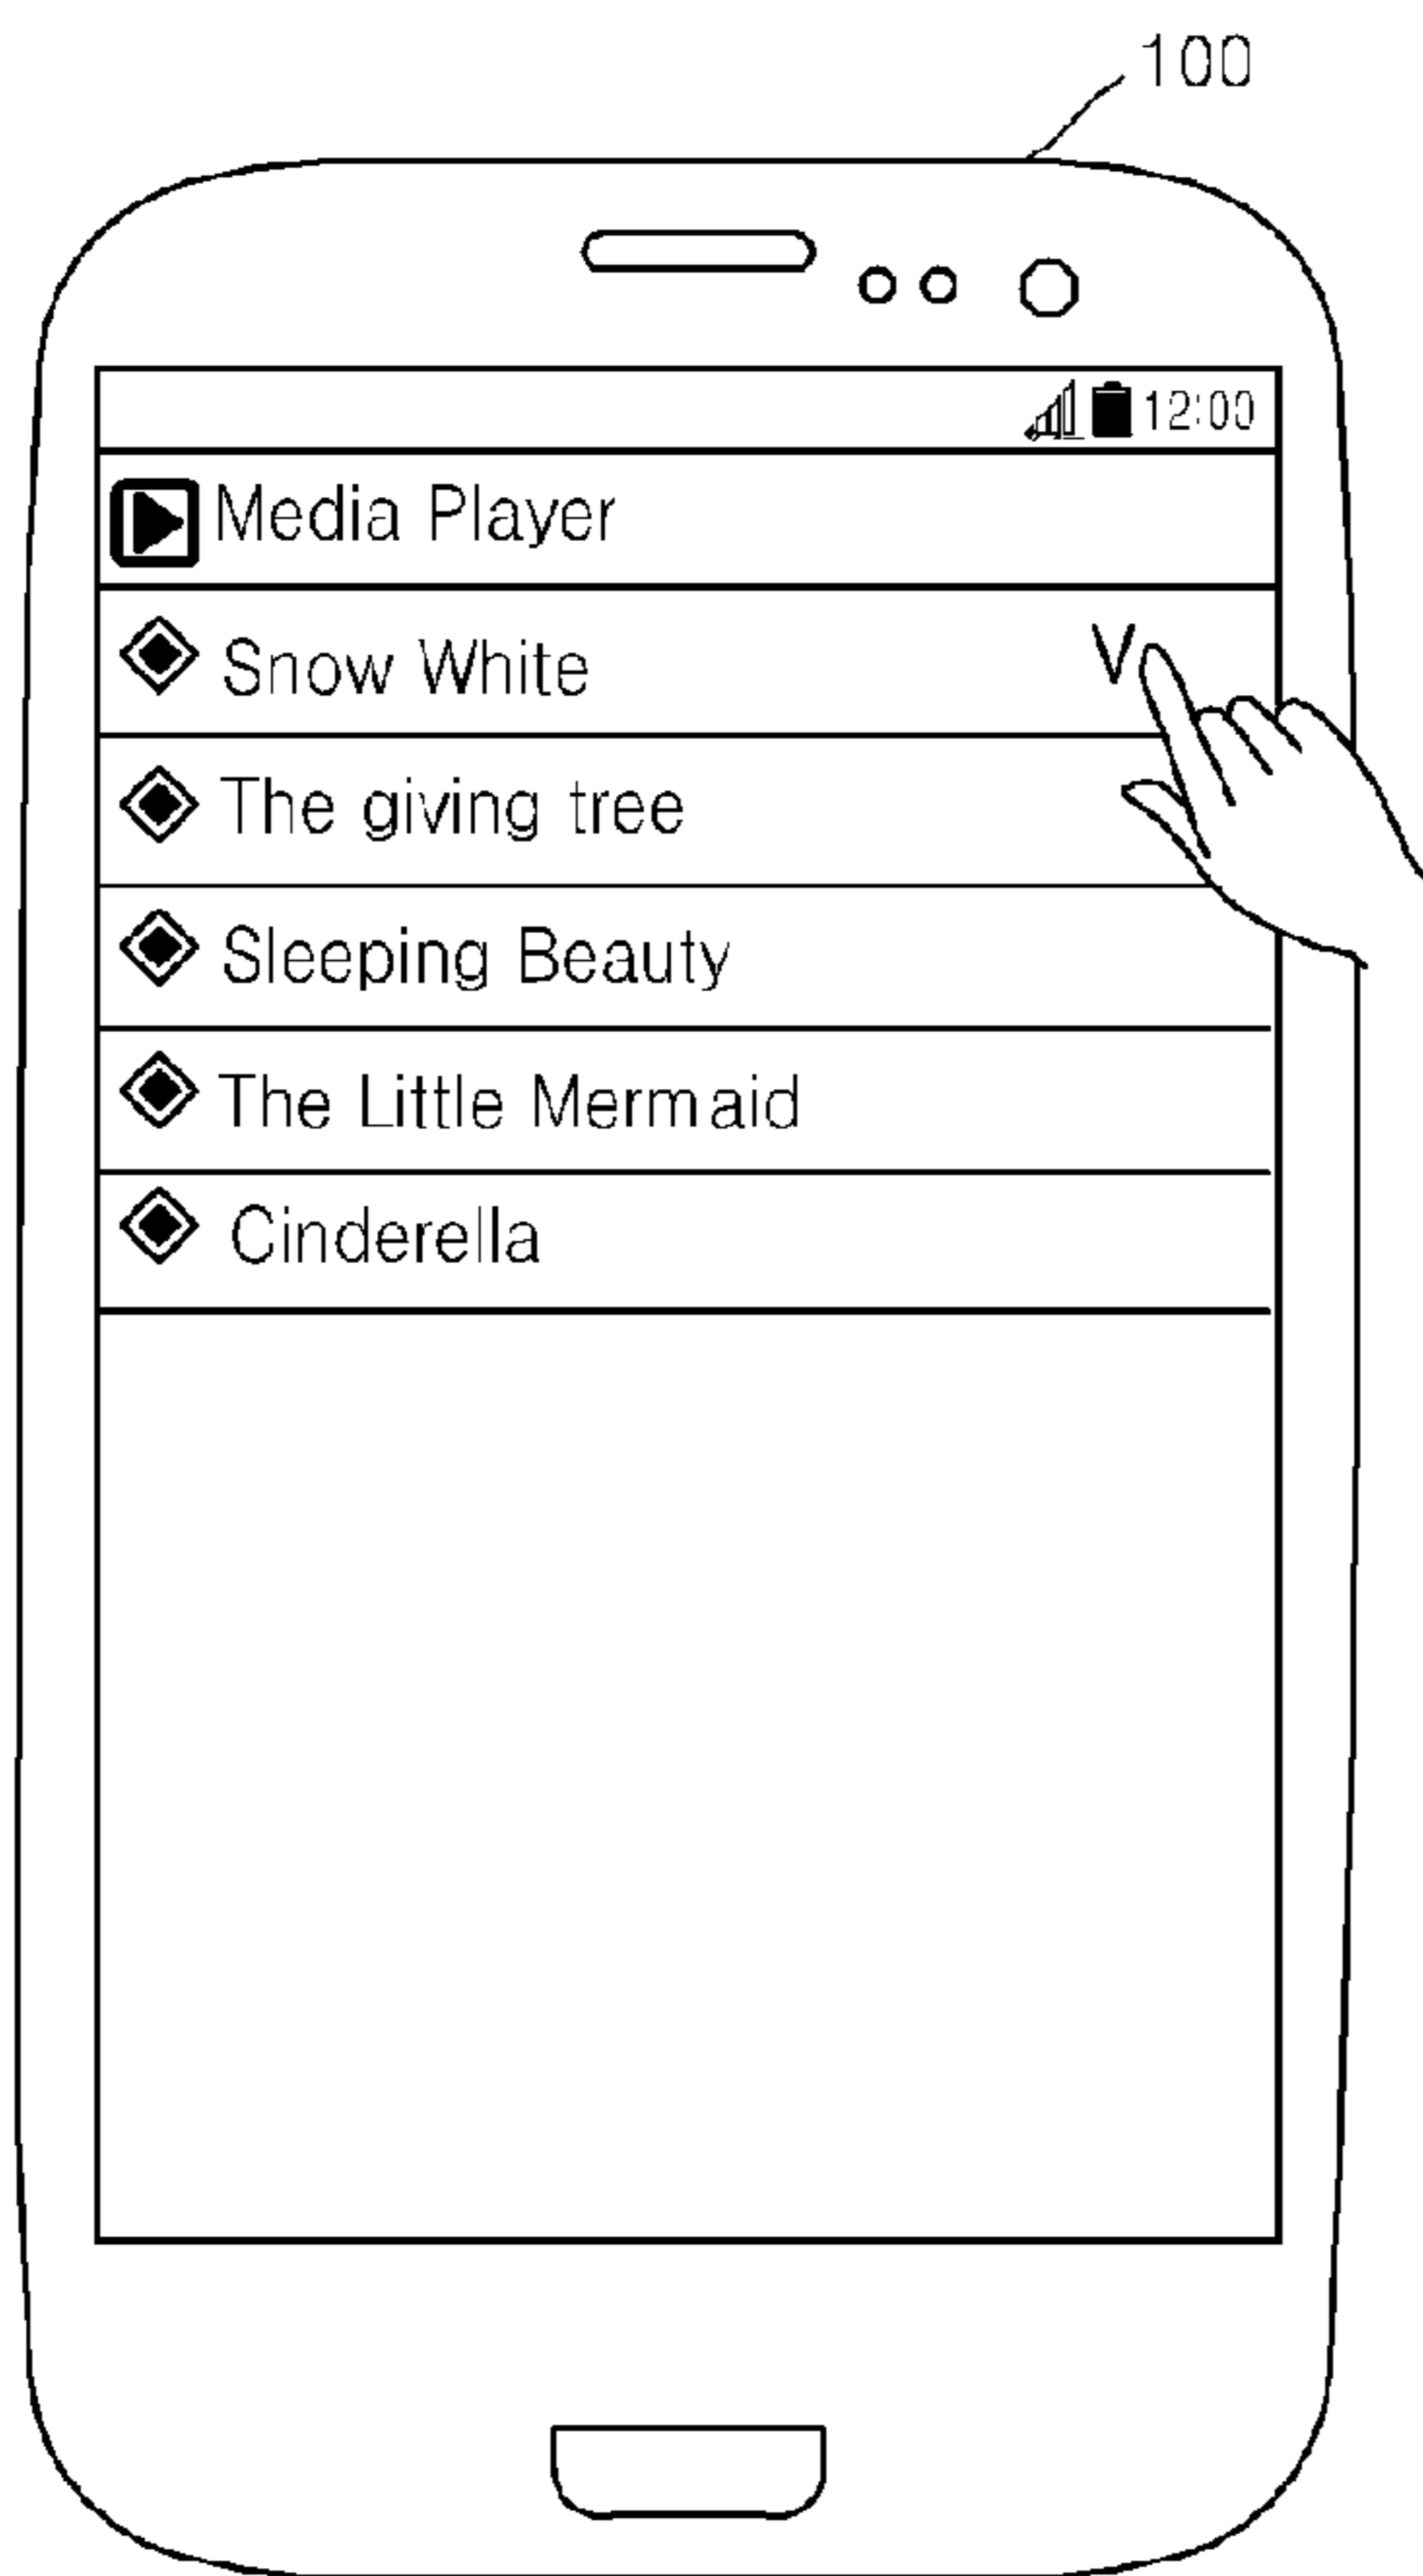 100
12:00
Media Player
Snow White V
The giving tree
Sleeping Beauty
The Little Mermaid
Cinderella